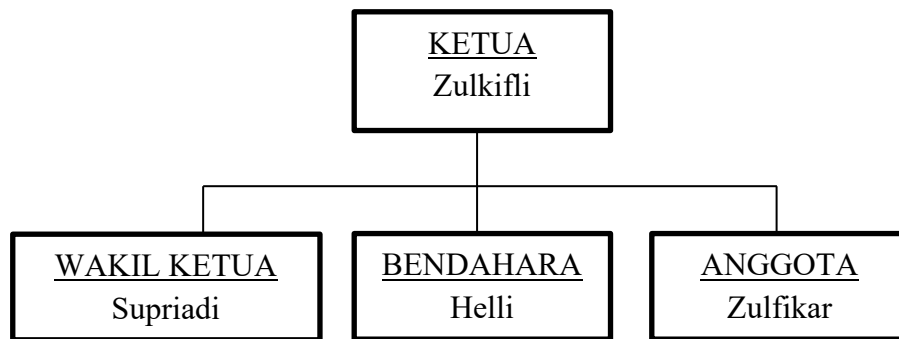 KETUA
Zulkifli
WAKIL KETUA
Supriadi
BENDAHARA
Helli
ANGGOTA
Zulfikar